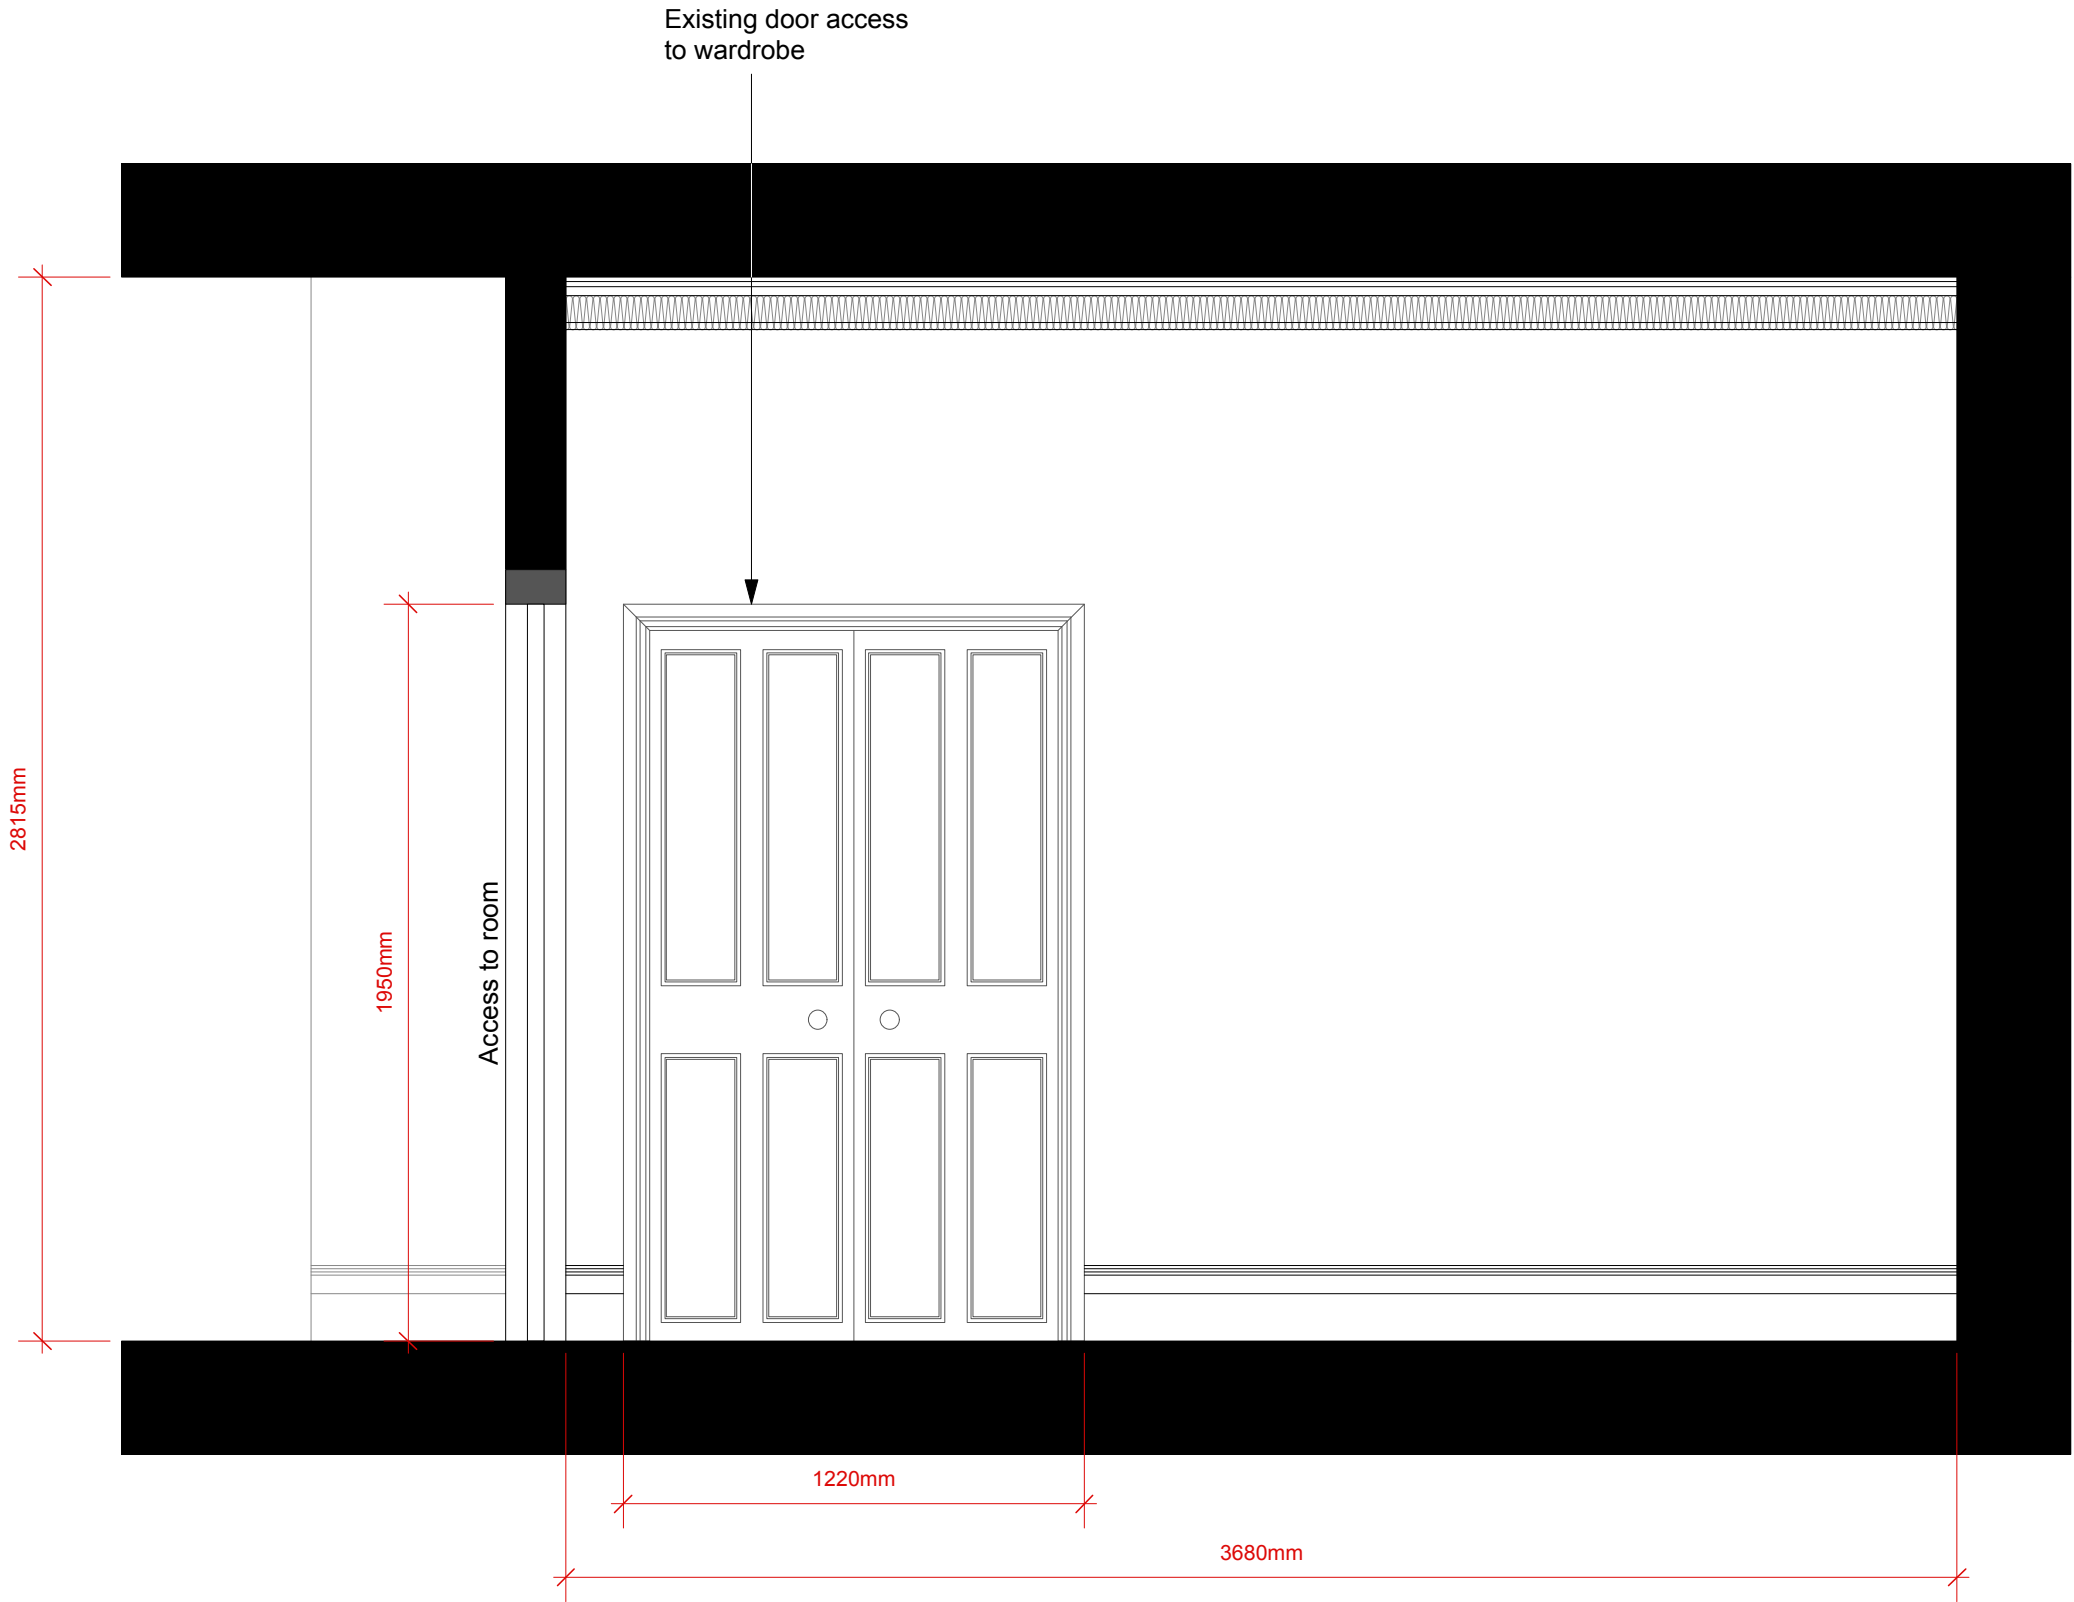 Existing door access
to wardrobe
2815mm
1950mm
Access to room
1220mm
3680mm